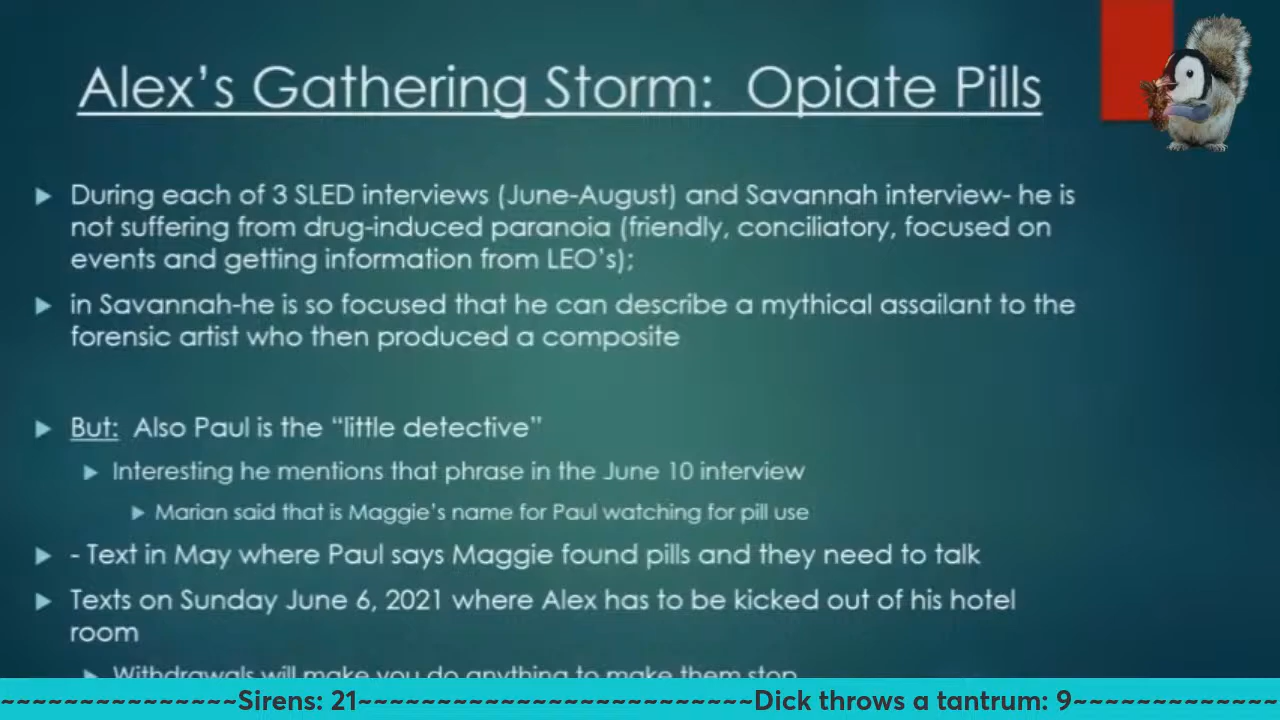 Alex's Gathering Storm:  Opiate Pills
During each of 3 SLED interviews (June-August) and Savannah interview- he is
not suffering from drug-induced paranoia (friendly, conciliatory, focused on
events and getting information from LEO's);
in Savannah-he is so focused that he can describe a mythical assailant to the
forensic artist who then produced a composite
But:  Also Paul is the “little detective”
Interesting he mentions that phrase in the June 10 interview
Marian said that is Maggie's name for Paul watching for pill use
- Text in May where Paul says Maggie found pills and they need to talk
Texts on Sunday June 6, 2021 where Alex has to be kicked out of his hotel
room
Withdrawals will make you do anything to make them stop
~~~~~~~~~~~~~~~Sirens: 21~~~~~~~~~~~~~~~~~~~~~~~~~Dick throws a tantrum: 9~~~~~~~~~~~~~